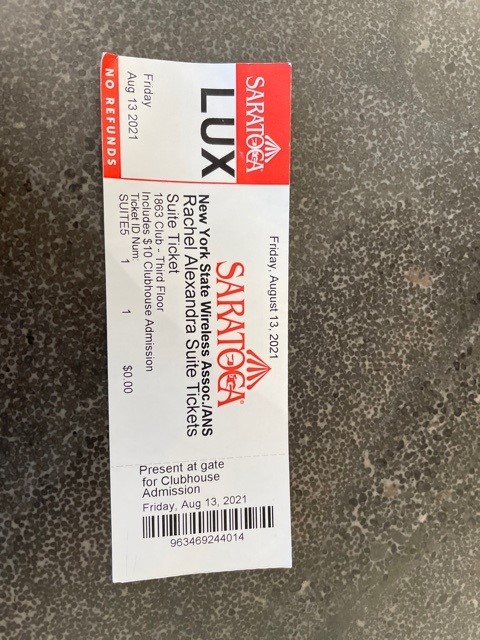 SARATOGA
LUX
Friday
Aug 13 2021
NO REFUNDS
Friday, August 13, 2021
SARATOGA
New York State Wireless Assoc./ANS
Rachel Alexandra Suite Tickets
Suite Ticket
1863 Club - Third Floor
Includes $10 Clubhouse Admission
Ticket ID Num:
SUITE5 1 1 $0.00
Present at gate
for Clubhouse
Admission
Friday, Aug 13, 2021
963469244014